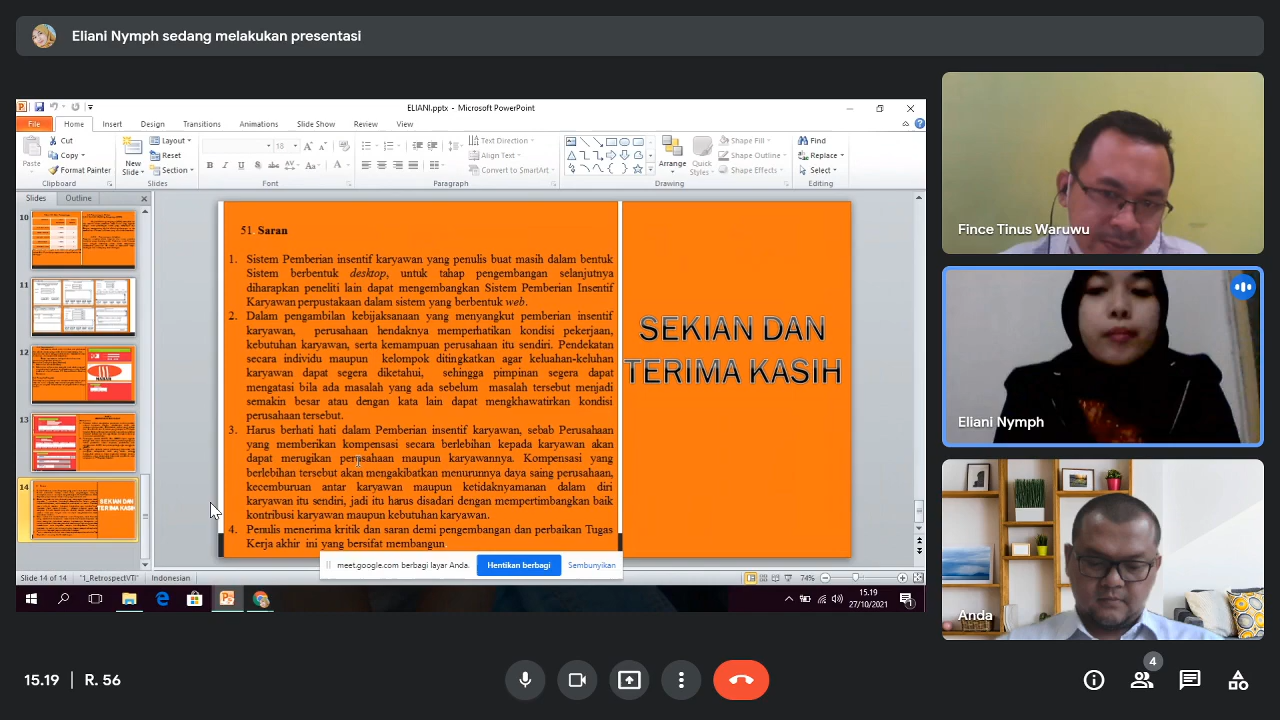 Eliani Nymph sedang melakukan presentasi
ELIANI.pptx - Microsoft PowerPoint
File Home Insert Design Transitions Animations Slide Show Review View
Paste
Cut
Copy
Format Painter
Clipboard
New
Slide
Layout
Reset
Section
Slides
18
Font
Text Direction
Align Text
Convert to SmartArt
Paragraph
Arrange
Quick
Styles
Shape Fill
Shape Outline
Shape Effects
Drawing
Find
Replace
Select
Editing
Slides Outline
10
11
12
13
14
51 Saran
1. Sistem Pemberian insentif karyawan yang penulis buat masih dalam bentuk
Sistem berbentuk desktop, untuk tahap pengembangan selanjutnya
diharapkan peneliti lain dapat mengembangkan Sistem Pemberian Insentif
Karyawan perpustakaan dalam sistem yang berbentuk web.
2. Dalam pengambilan kebijaksanaan yang menyangkut pemberian insentif
karyawan, perusahaan hendaknya memperhatikan kondisi pekerjaan,
kebutuhan karyawan, serta kemampuan perusahaan itu sendiri. Pendekatan
secara individu maupun kelompok ditingkatkan agar keluahan-keluhan
karyawan dapat segera diketahui, sehingga pimpinan segera dapat
mengatasi bila ada masalah yang ada sebelum masalah tersebut menjadi
semakin besar atau dengan kata lain dapat mengkhawatirkan kondisi
perusahaan tersebut.
3. Harus berhati hati dalam Pemberian insentif karyawan, sebab Perusahaan
yang memberikan kompensasi secara berlebihan kepada karyawan akan
dapat merugikan perusahaan maupun karyawannya. Kompensasi yang
berlebihan tersebut akan mengakibatkan menurunnya daya saing perusahaan,
kecemburuan antar karyawan maupun ketidaknyamanan dalam diri
karyawan itu sendiri, jadi itu harus disadari dengan mempertimbangkan baik
kontribusi karyawan maupun kebutuhan karyawan.
4. Penulis menerima kritik dan saran demi pengembangan dan perbaikan Tugas
Kerja akhir ini yang bersifat membangun
SEKIAN DAN
TERIMA KASIH
meet.google.com berbagi layar Anda.
Hentikan berbagi
Sembunyikan
Slide 14 of 14
"1_RetrospectVTI"
Indonesian
74%
15.19
27/10/2021
Fince Tinus Waruwu
Eliani Nymph
Anda
15.19 | R. 56
4